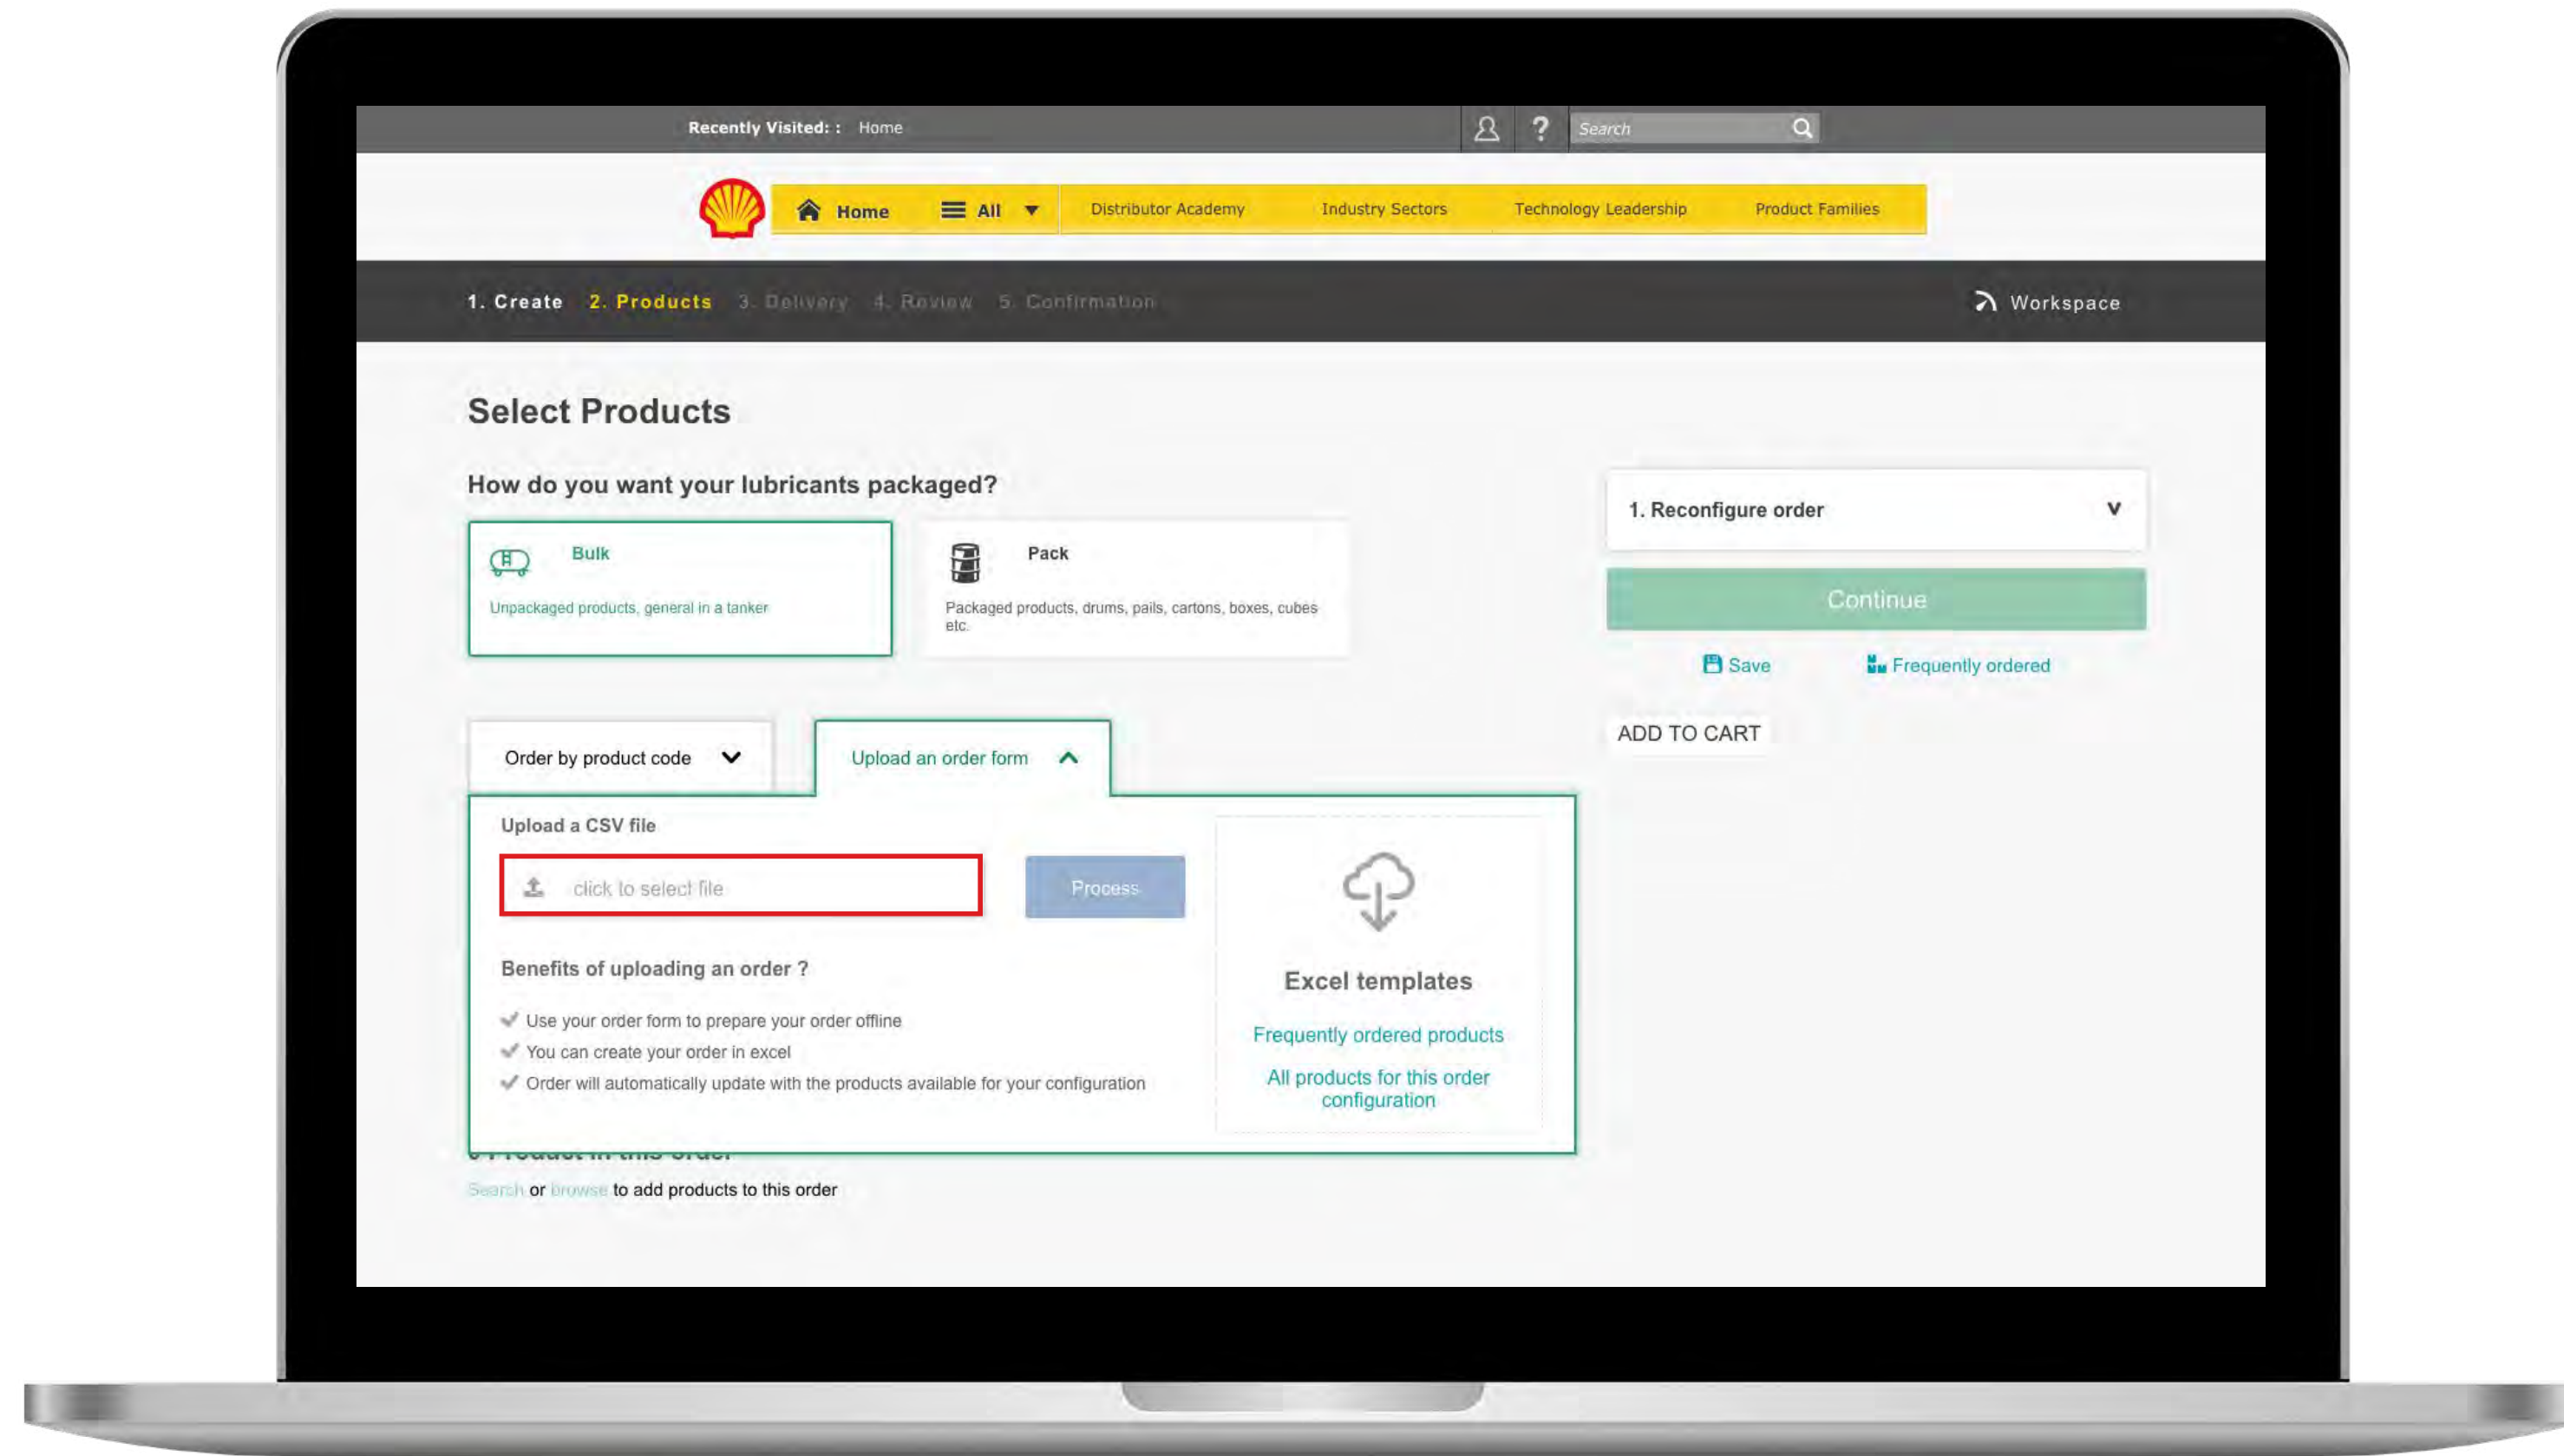 Recently Visited: : Home
? Search
Home All Distributor Academy Industry Sectors Technology Leadership Product Families
1. Create 2. Products 3. Delivery 4. Review 5. Confirmation Workspace
Select Products
How do you want your lubricants packaged?
Bulk
Unpackaged products, general in a tanker
Pack
Packaged products, drums, pails, cartons, boxes, cubes
etc.
1. Reconfigure order
Continue
Save Frequently ordered
ADD TO CART
Order by product code
Upload an order form
Upload a CSV file
click to select file
Process
Benefits of uploading an order ?
Use your order form to prepare your order offline
You can create your order in excel
Order will automatically update with the products available for your configuration
Excel templates
Frequently ordered products
All products for this order
configuration
Product in this order
Search or browse to add products to this order